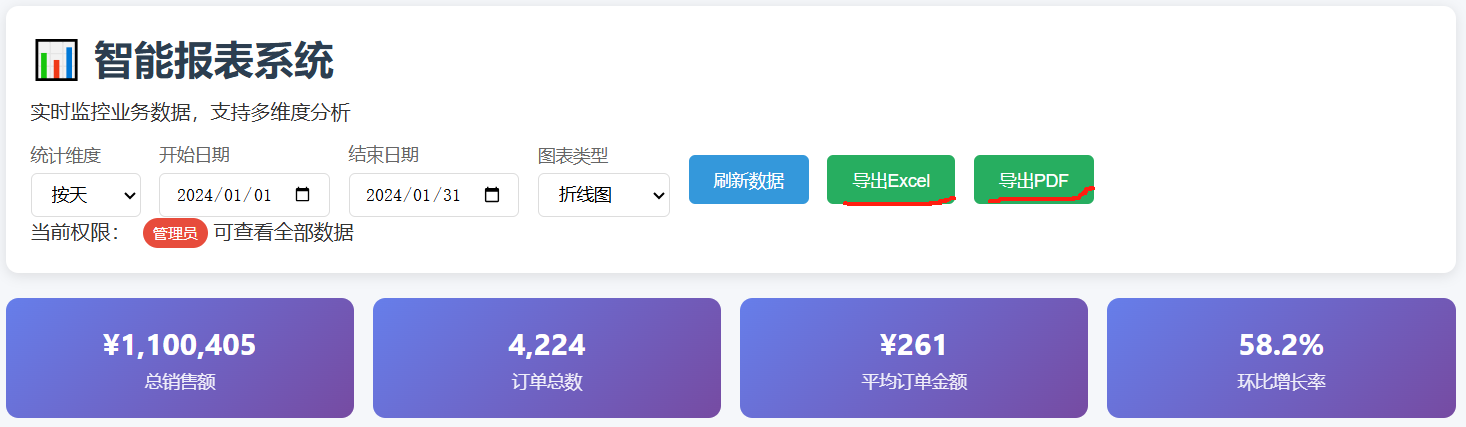 智能报表系统
实时监控业务数据，支持多维度分析
统计维度 开始日期 结束日期 图表类型
按天 2024/01/01 2024/01/31 折线图 刷新数据 导出Excel 导出PDF
当前权限： 管理员 可查看全部数据
¥1,100,405 4,224 ¥261 58.2%
总销售额 订单总数 平均订单金额 环比增长率